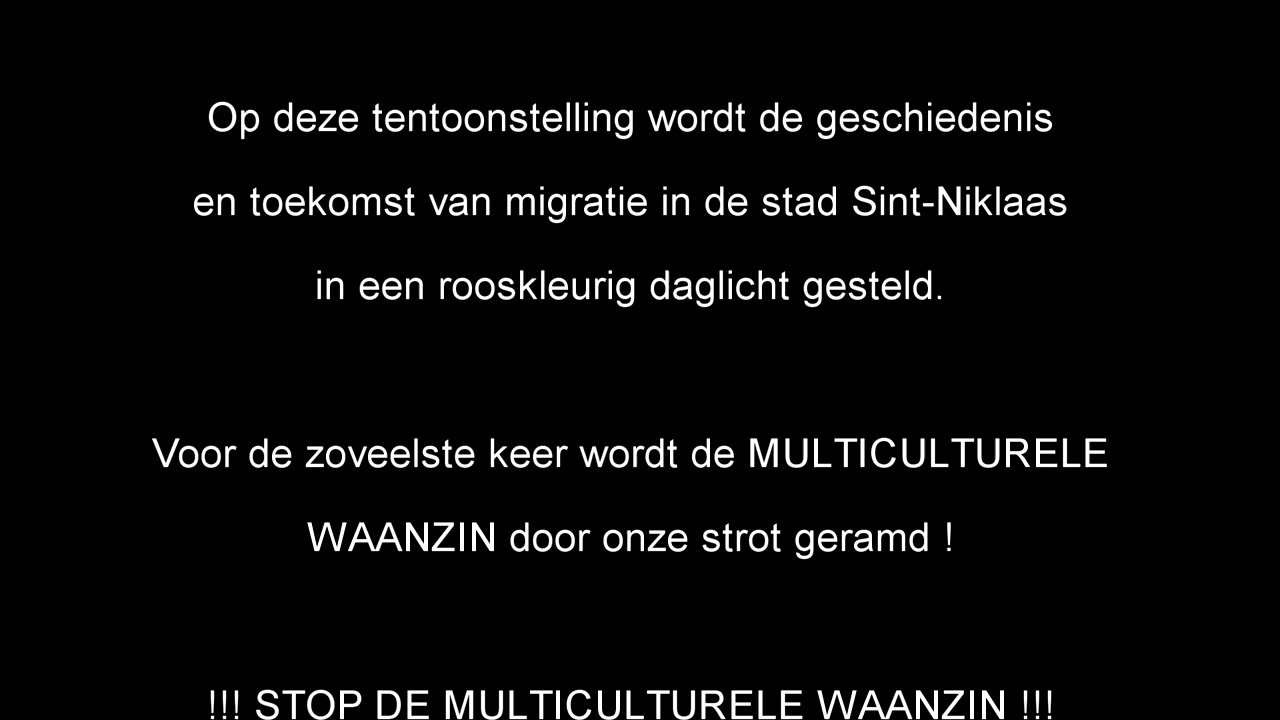 Op deze tentoonstelling wordt de geschiedenis
en toekomst van migratie in de stad Sint-Niklaas
in een rooskleurig daglicht gesteld.
Voor de zoveelste keer wordt de MULTICULTURELE
WAANZIN door onze strot geramd !
!!! STOP DE MULTICULTURELE WAANZIN !!!